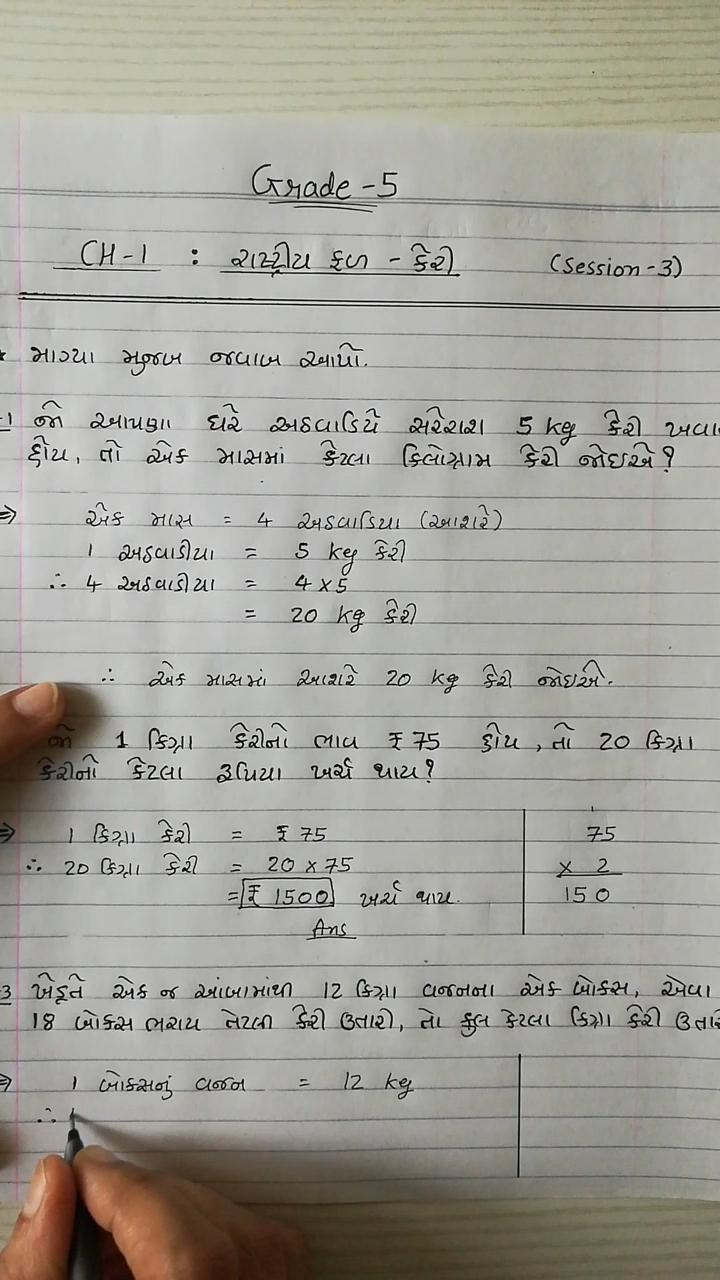 Grade-5
CH-1 : રાષ્ટ્રીય ફળ - કેરી (Session-3)
* માગ્યા મુજબ જવાબ આપો.
-1 જો આપણા ઘરે અઠવાડિયે સરેરાશ 5 kg કેરી ખવા
હોય, તો એક માસમાં કેટલા કિલોગ્રામ કેરી જોઇએ?
⇒ એક માસ = 4 અઠવાડિયા (આશરે)
1 અઠવાડીયા = 5 kg કેરી
∴ 4 અઠવાડીયા = 4 x 5
= 20 kg કેરી
∴ એક માસમાં આશરે 20 kg કેરી જોઇએ.
જો 1 કિગ્રા કેરીનો ભાવ ₹ 75 હોય, તો 20 કિગ્રા
કેરીનો કેટલા રૂપિયા ખર્ચ થાય?
⇒ 1 કિગ્રા કેરી = ₹ 75 75
∴ 20 કિગ્રા કેરી = 20 x 75 x 2
= ₹ 1500 ખર્ચ થાય. 150
Ans
-3 ખેડૂતે એક જ આંબામાંથી 12 કિગ્રા વજનના એક બોક્સ, એવા
18 બોક્સ ભરાય તેટલી કેરી ઉતારી, તો કુલ કેટલા કિગ્રા કેરી ઉતા
⇒ 1 બોક્સનું વજન = 12 kg
∴ 1